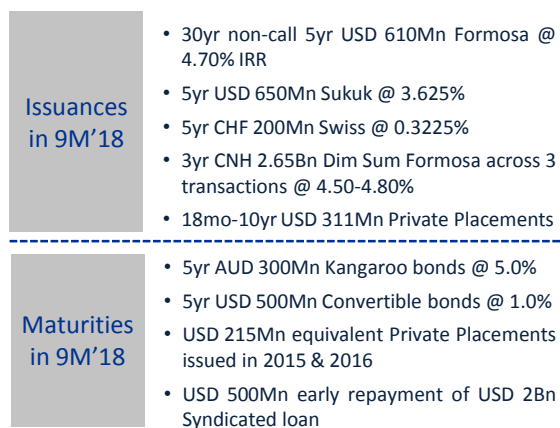 Issuances
in 9M'18
• 30yr non-call 5yr USD 610Mn Formosa @
4.70% IRR
• 5yr USD 650Mn Sukuk @ 3.625%
• 5yr CHF 200Mn Swiss @ 0.3225%
• 3yr CNH 2.65Bn Dim Sum Formosa across 3
transactions @ 4.50-4.80%
• 18mo-10yr USD 311Mn Private Placements
Maturities
in 9M'18
• 5yr AUD 300Mn Kangaroo bonds @ 5.0%
• 5yr USD 500Mn Convertible bonds @ 1.0%
• USD 215Mn equivalent Private Placements
issued in 2015 & 2016
• USD 500Mn early repayment of USD 2Bn
Syndicated loan